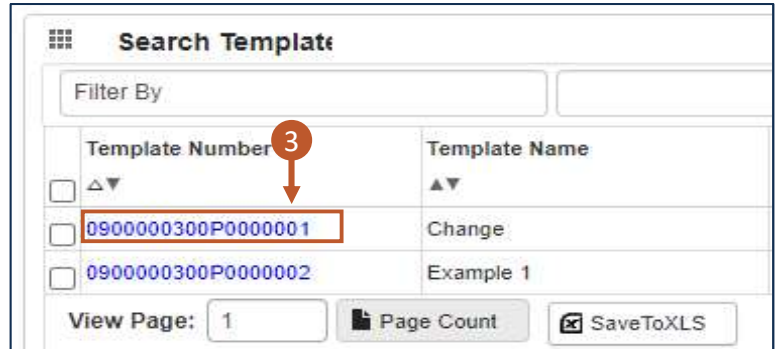 Search Template
Filter By
Template Number 3 Template Name
0900000300P0000001 Change
0900000300P0000002 Example 1
View Page: 1 Page Count SaveToXLS